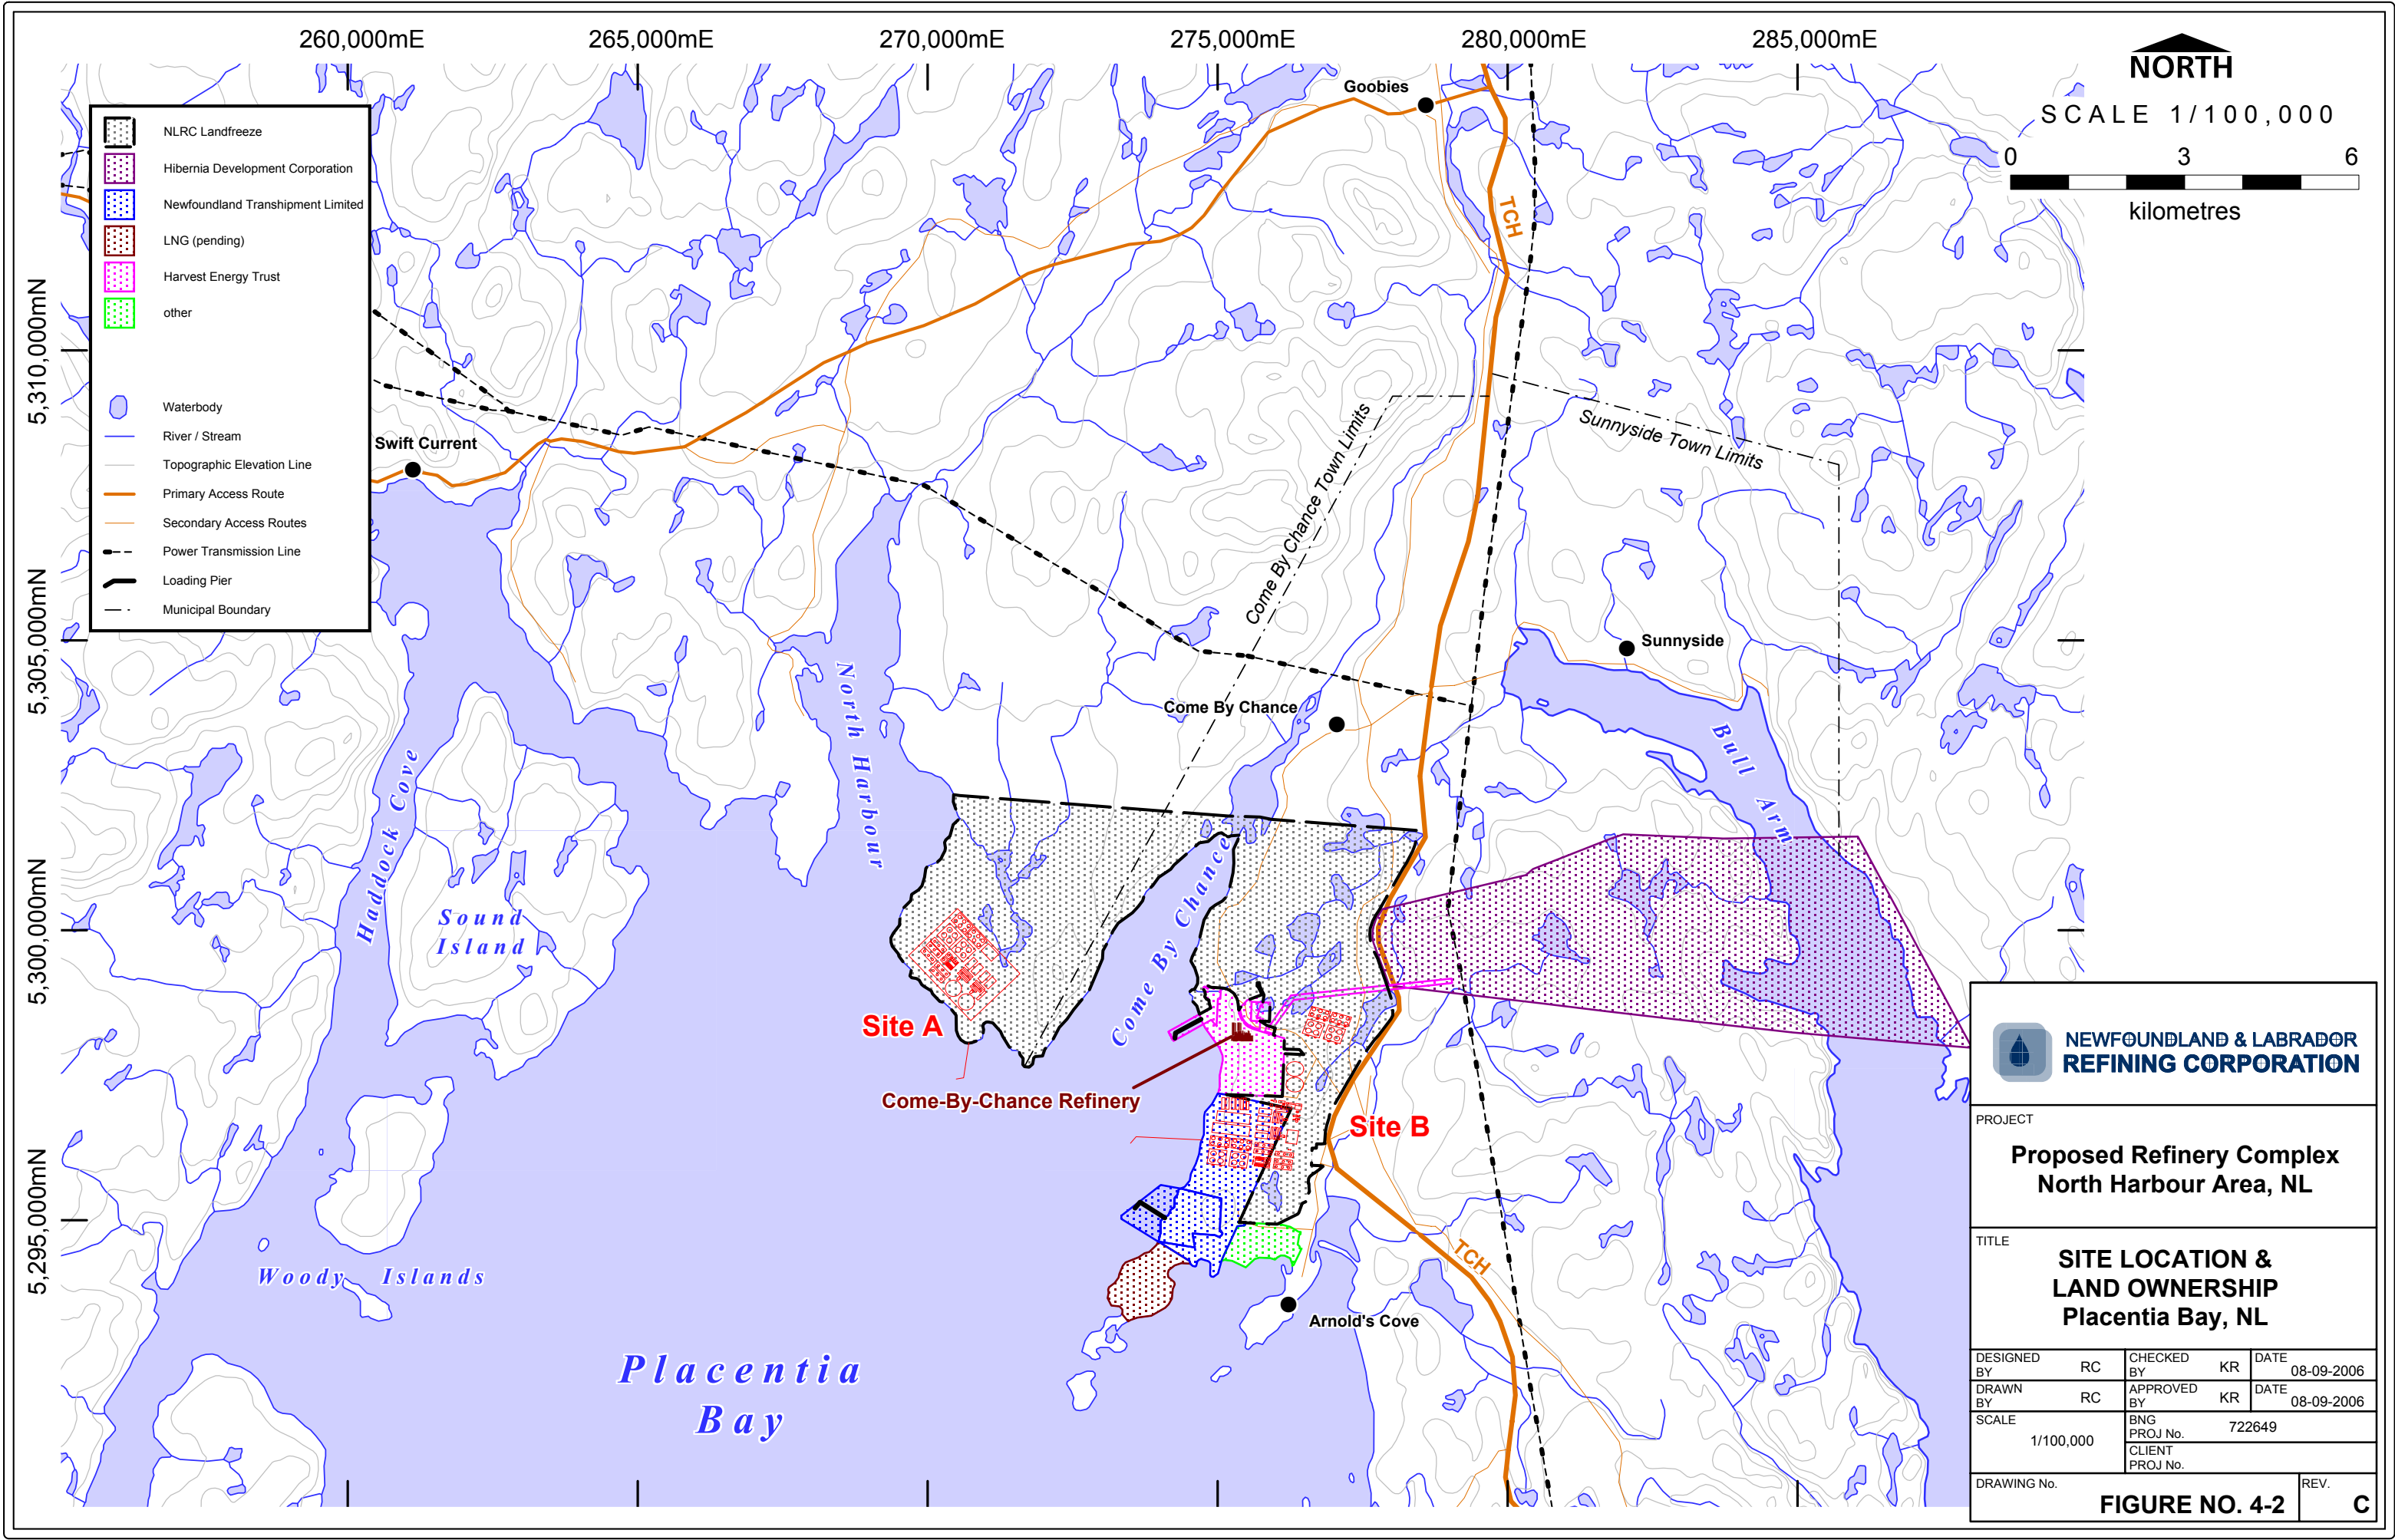 260,000mE
265,000mE
270,000mE
275,000mE
280,000mE
285,000mE
NORTH
SCALE 1/100,000
0 3 6
kilometres
5,310,000mN
5,305,000mN
5,300,000mN
5,295,000mN
NLRC Landfreeze
Hibernia Development Corporation
Newfoundland Transhipment Limited
LNG (pending)
Harvest Energy Trust
other
Waterbody
River / Stream
Topographic Elevation Line
Primary Access Route
Secondary Access Routes
Power Transmission Line
Loading Pier
Municipal Boundary
Goobies
TCH
Swift Current
Come By Chance Town Limits
Sunnyside Town Limits
Sunnyside
Come By Chance
North Harbour
Bull Arm
Haddock Cove
Sound
Island
Come By Chance
Site A
Come-By-Chance Refinery
Site B
TCH
Woody Islands
Arnold's Cove
Placentia
Bay
NEWFOUNDLAND & LABRADOR
REFINING CORPORATION
PROJECT
Proposed Refinery Complex
North Harbour Area, NL
TITLE
SITE LOCATION &
LAND OWNERSHIP
Placentia Bay, NL
DESIGNED BY RC
CHECKED BY KR
DATE 08-09-2006
DRAWN BY RC
APPROVED BY KR
DATE 08-09-2006
SCALE
1/100,000
BNG PROJ No. 722649
CLIENT PROJ No.
DRAWING No.
FIGURE NO. 4-2
REV.
C